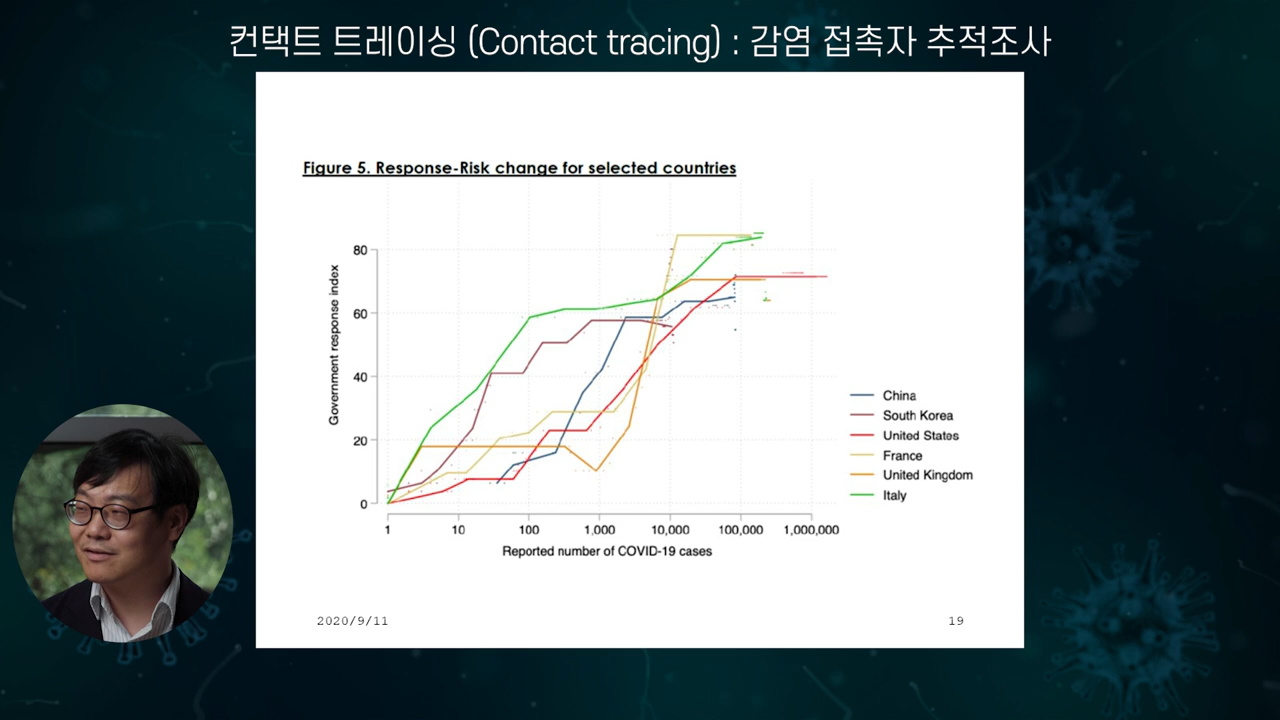 컨택트 트레이싱 (Contact tracing) : 감염 접촉자 추적조사
Figure 5. Response-Risk change for selected countries
Government response index
80
60
40
20
0
1 10 100 1,000 10,000 100,000 1,000,000
Reported number of COVID-19 cases
China
South Korea
United States
France
United Kingdom
Italy
2020/9/11 19